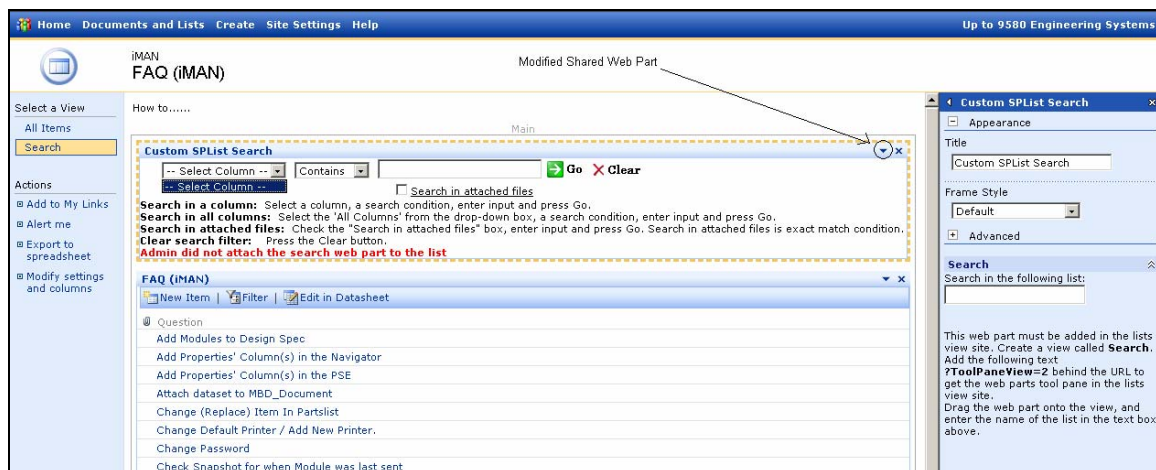 Home Documents and Lists Create Site Settings Help
Up to 9580 Engineering Systems
iMAN
FAQ (iMAN)
Modified Shared Web Part
Select a View
All Items
Search
Actions
Add to My Links
Alert me
Export to
spreadsheet
Modify settings
and columns
How to......
Main
Custom SPList Search
-- Select Column --
Contains
Go
Clear
-- Select Column --
Search in attached files
Search in a column: Select a column, a search condition, enter input and press Go.
Search in all columns: Select the 'All Columns' from the drop-down box, a search condition, enter input and press Go.
Search in attached files: Check the "Search in attached files" box, enter input and press Go. Search in attached files is exact match condition.
Clear search filter: Press the Clear button.
Admin did not attach the search web part to the list
FAQ (iMAN)
New Item | Filter | Edit in Datasheet
Question
Add Modules to Design Spec
Add Properties' Column(s) in the Navigator
Add Properties' Column(s) in the PSE
Attach dataset to MBD_Document
Change (Replace) Item In Partslist
Change Default Printer / Add New Printer.
Change Password
Check Snapshot for when Module was last sent
Custom SPList Search
Appearance
Title
Custom SPList Search
Frame Style
Default
Advanced
Search
Search in the following list:
This web part must be added in the lists
view site. Create a view called Search.
Add the following text
?ToolPaneView=2 behind the URL to
get the web parts tool pane in the lists
view site.
Drag the web part onto the view, and
enter the name of the list in the text box
above.